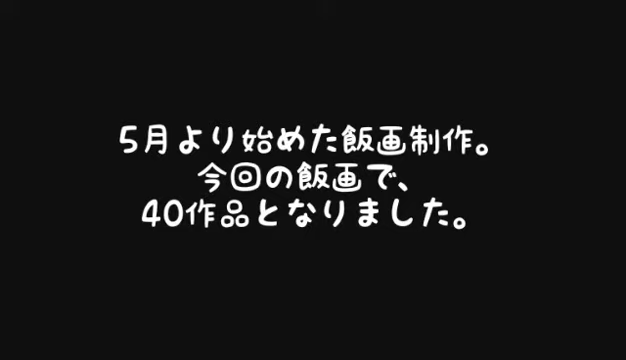 5月より始めた飯画制作。
今回の飯画で、
40作品となりました。